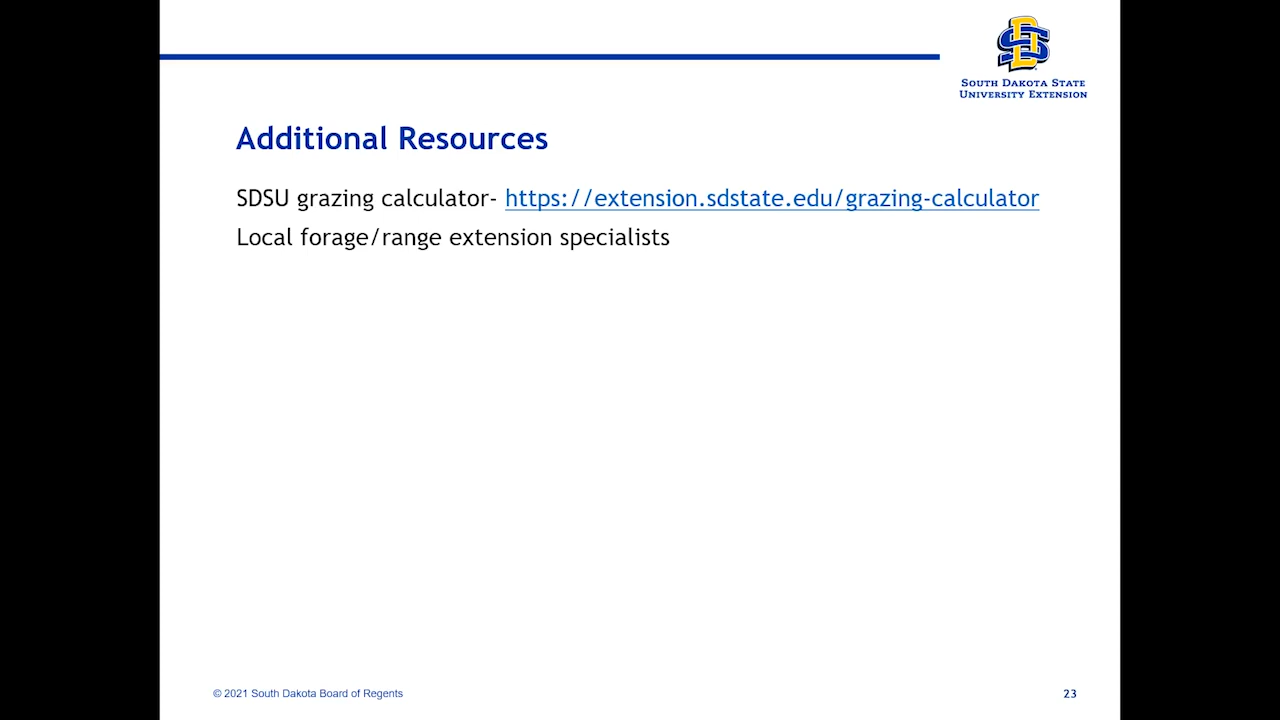 SOUTH DAKOTA STATE
UNIVERSITY EXTENSION
Additional Resources
SDSU grazing calculator- https://extension.sdstate.edu/grazing-calculator
Local forage/range extension specialists
© 2021 South Dakota Board of Regents
23